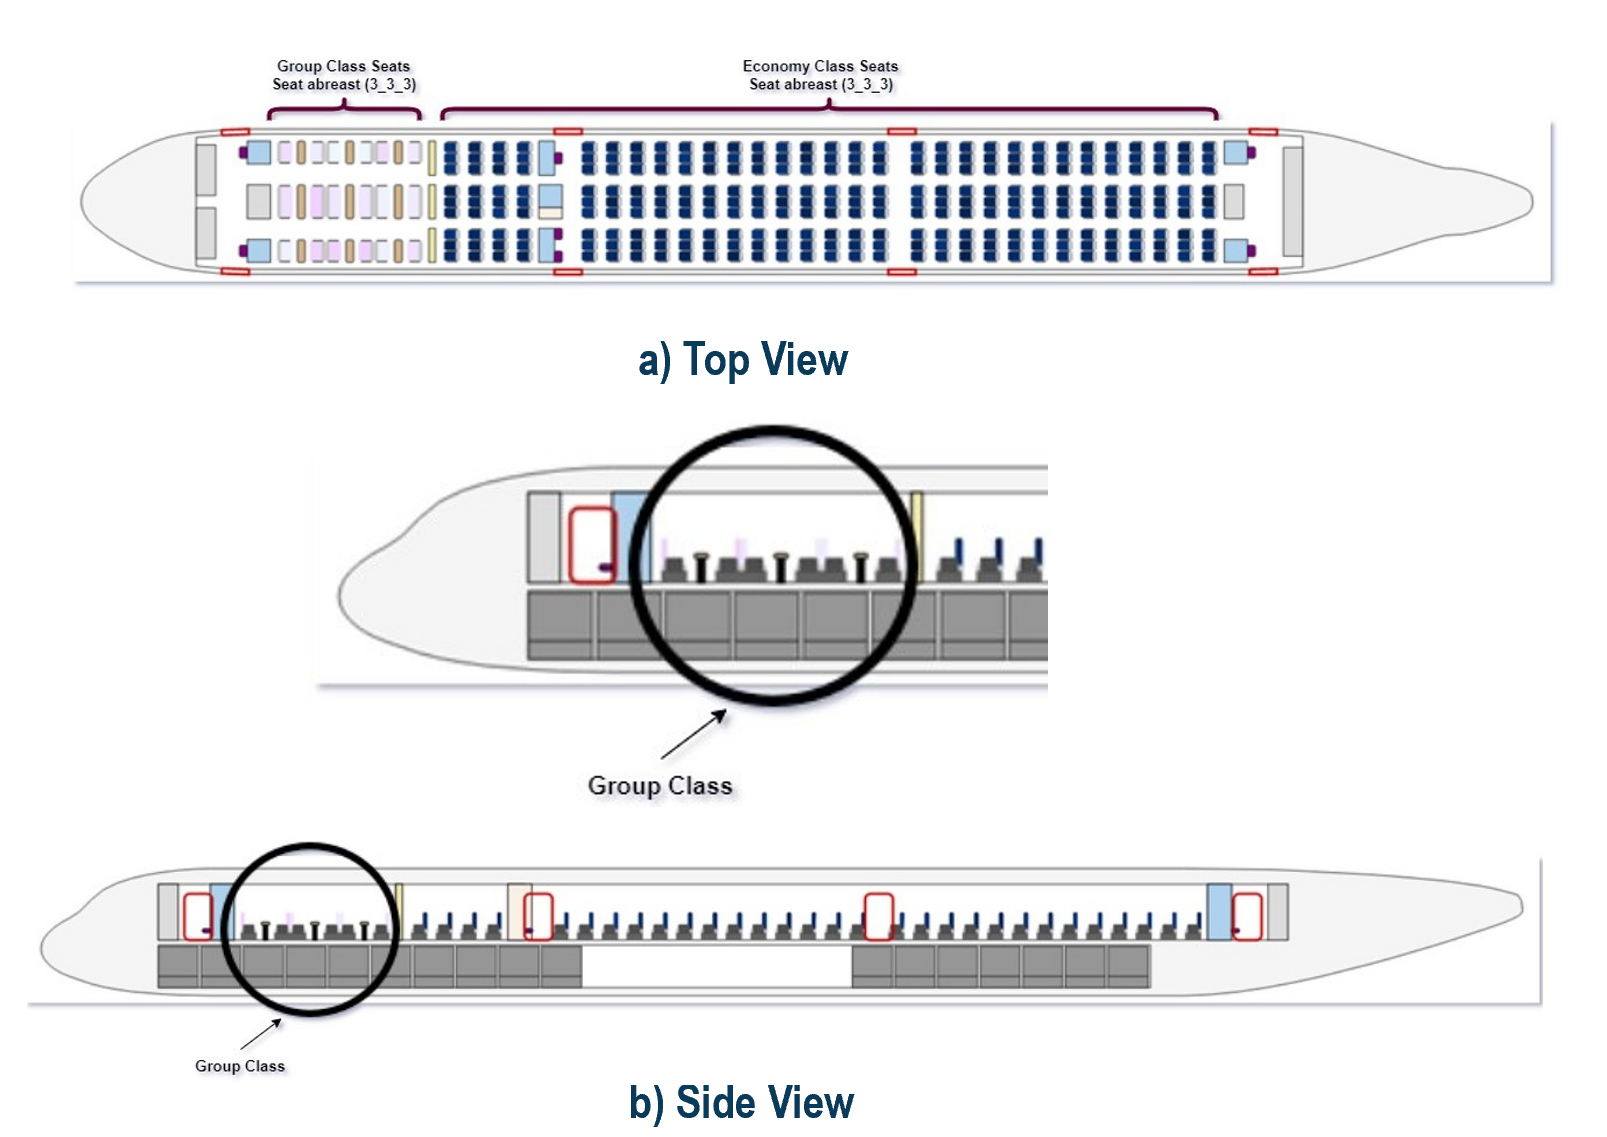 Group Class Seats
Seat abreast (3_3_3)
Economy Class Seats
Seat abreast (3_3_3)
a) Top View
Group Class
Group Class
b) Side View